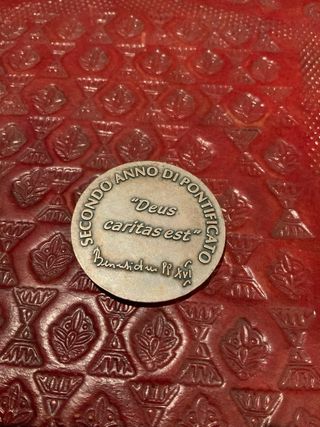 SECONDO ANNO DI PONTIFICATO
"Deus
caritas est"
Benedictus PP XVI